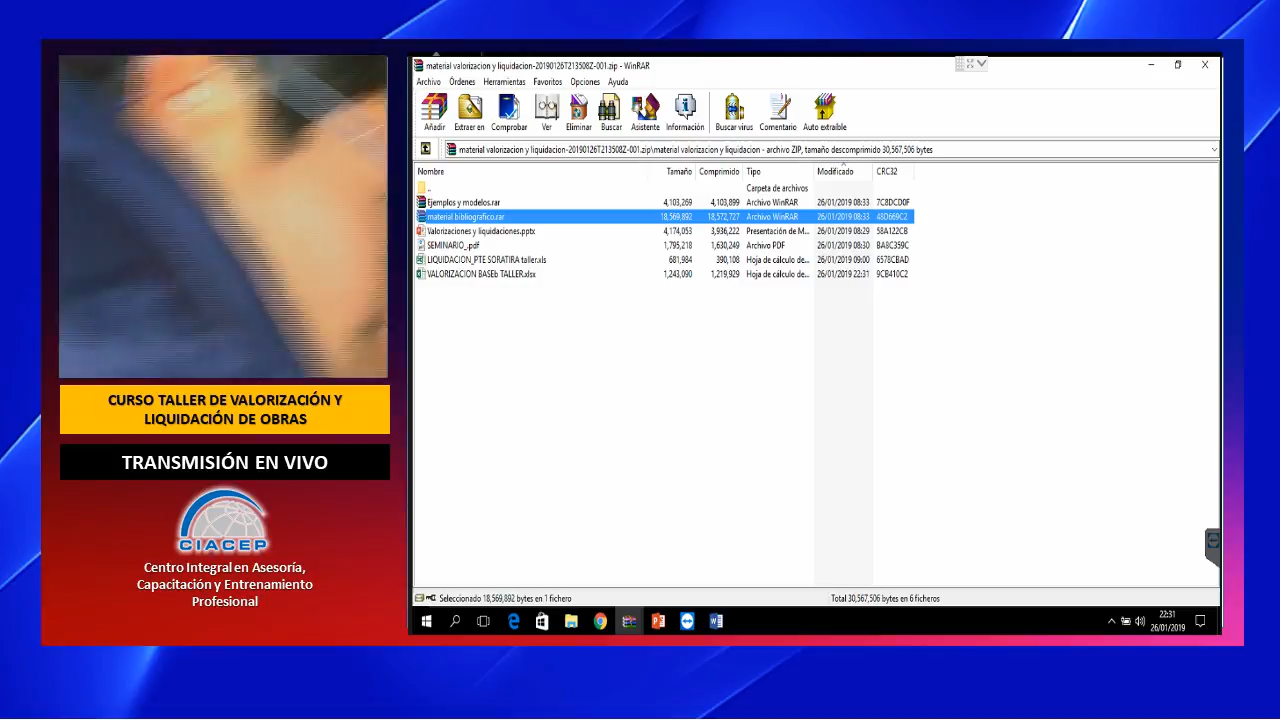 CURSO TALLER DE VALORIZACIÓN Y
LIQUIDACIÓN DE OBRAS
TRANSMISIÓN EN VIVO
CIACEP
Centro Integral en Asesoría,
Capacitación y Entrenamiento
Profesional
material valorizacion y liquidacion-20190126T213508Z-001.zip - WinRAR
Archivo Órdenes Herramientas Favoritos Opciones Ayuda
Añadir Extraer en Comprobar Ver Eliminar Buscar Asistente Información Buscar virus Comentario Auto extraible
material valorizacion y liquidacion-20190126T213508Z-001.zip\material valorizacion y liquidacion - archivo ZIP, tamaño descomprimido 30,567,506 bytes
Nombre Tamaño Comprimido Tipo Modificado CRC32
.. Carpeta de archivos
Ejemplos y modelos.rar 4,103,269 4,103,899 Archivo WinRAR 26/01/2019 08:33 7C8DCD0F
material bibliografico.rar 18,569,892 18,572,727 Archivo WinRAR 26/01/2019 08:33 48D669C2
Valorizaciones y liquidaciones.pptx 4,174,053 3,936,222 Presentación de M... 26/01/2019 08:29 58A122CB
SEMINARIO_.pdf 1,795,218 1,630,249 Archivo PDF 26/01/2019 08:30 BA8C359C
LIQUIDACION_PTE SORATIRA taller.xls 681,984 390,108 Hoja de cálculo de... 26/01/2019 09:00 6578CBAD
VALORIZACION BASEb TALLER.xlsx 1,243,090 1,219,929 Hoja de cálculo de... 26/01/2019 22:31 9CB410C2
Seleccionado 18,569,892 bytes en 1 fichero Total 30,567,506 bytes en 6 ficheros
22:31
26/01/2019